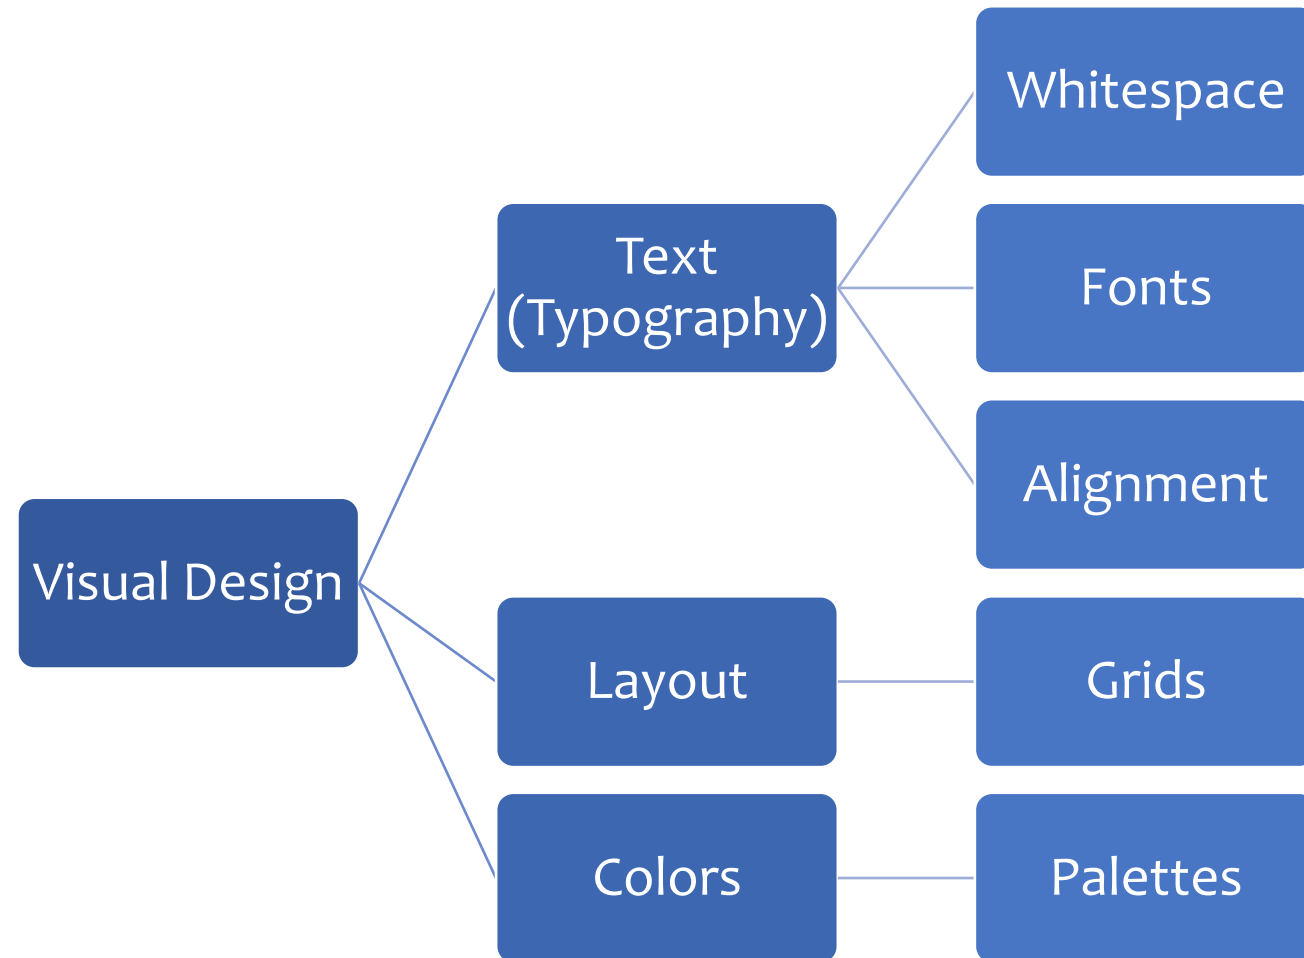 Visual Design
Text
(Typography)
Whitespace
Fonts
Alignment
Layout
Grids
Colors
Palettes